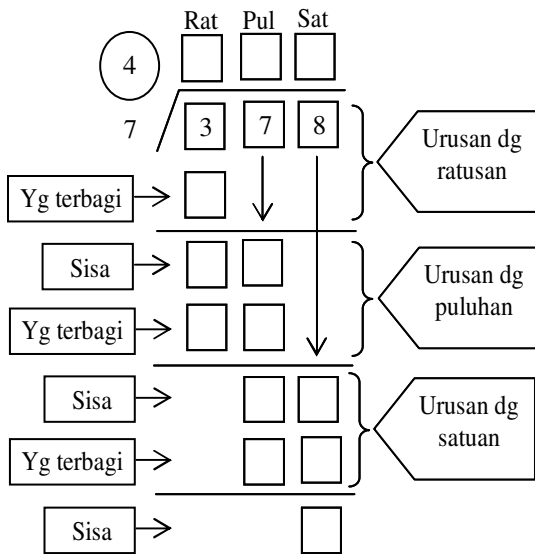 Rat Pul Sat
4
7 3 7 8
Urusan dg
ratusan
Yg terbagi
Sisa
Urusan dg
puluhan
Yg terbagi
Sisa
Urusan dg
satuan
Yg terbagi
Sisa